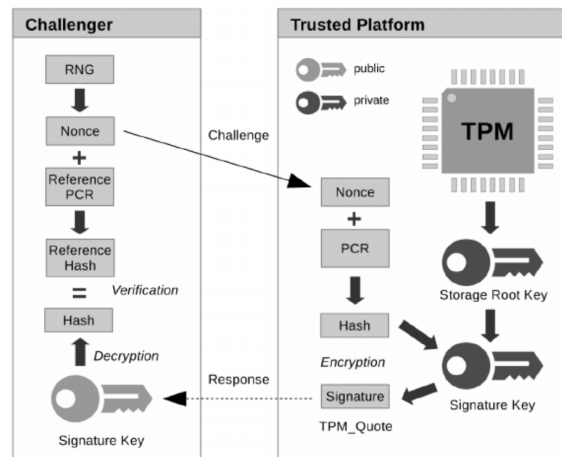 Challenger
RNG
Nonce
+
Reference
PCR
Reference
Hash
=
Verification
Hash
Decryption
Signature Key
Challenge
Response
Trusted Platform
public
private
TPM
Nonce
+
PCR
Hash
Encryption
Signature
TPM_Quote
Storage Root Key
Signature Key